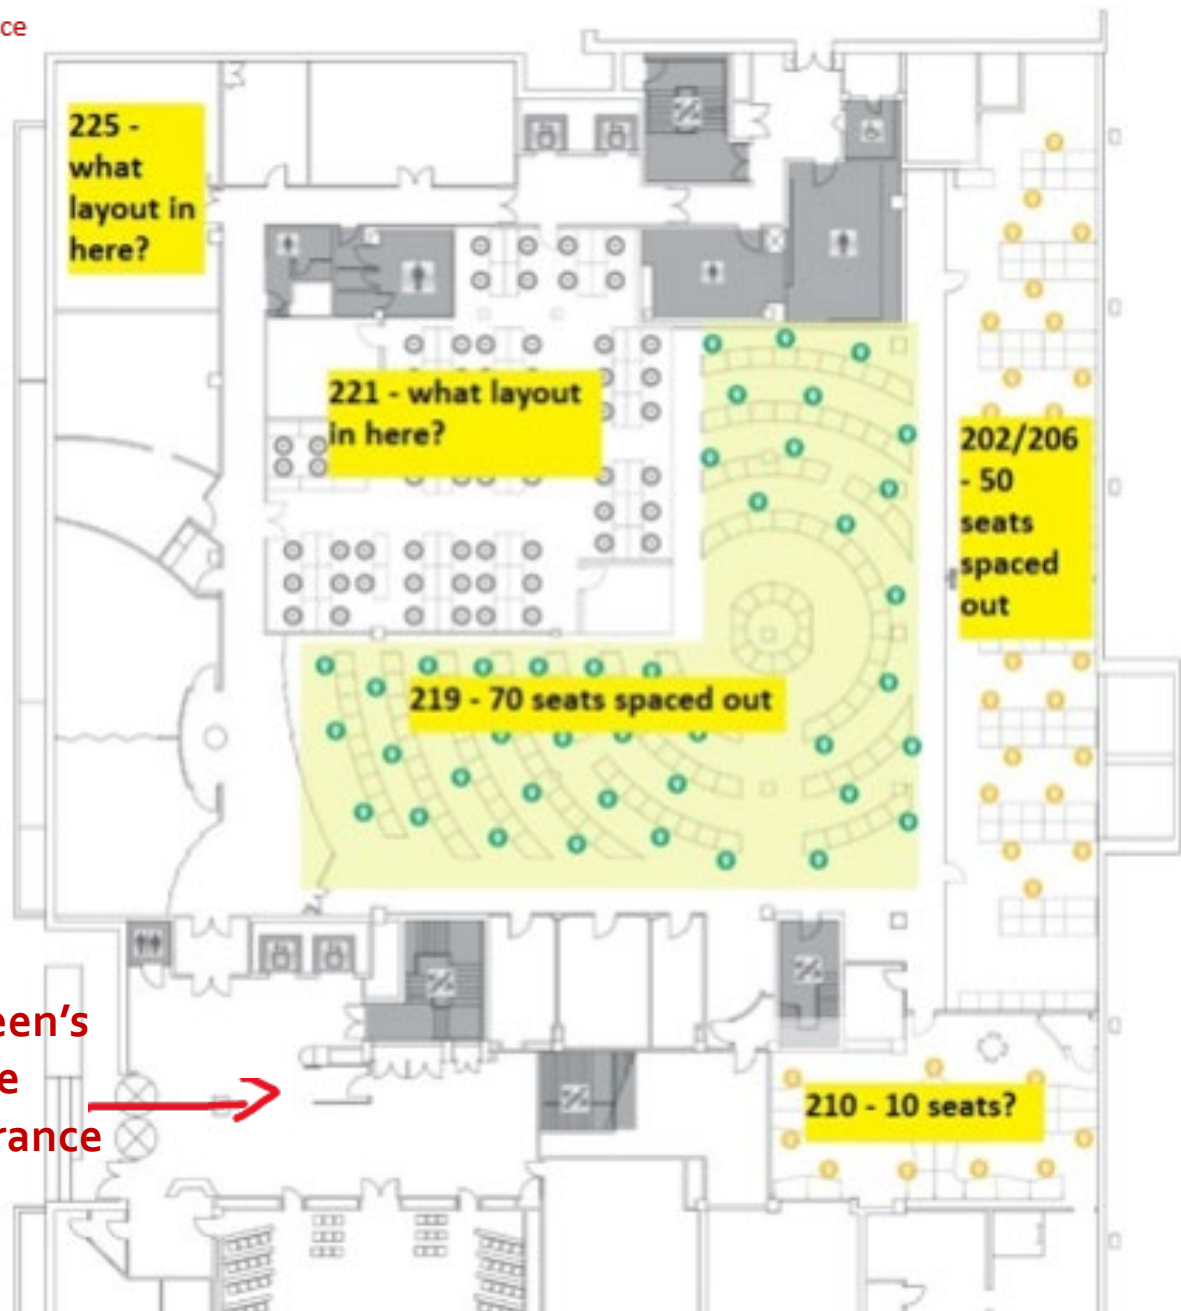 ce
225 -
what
layout in
here?
221 - what layout
in here?
202/206
- 50
seats
spaced
out
219 - 70 seats spaced out
een's
e
rance
210 - 10 seats?